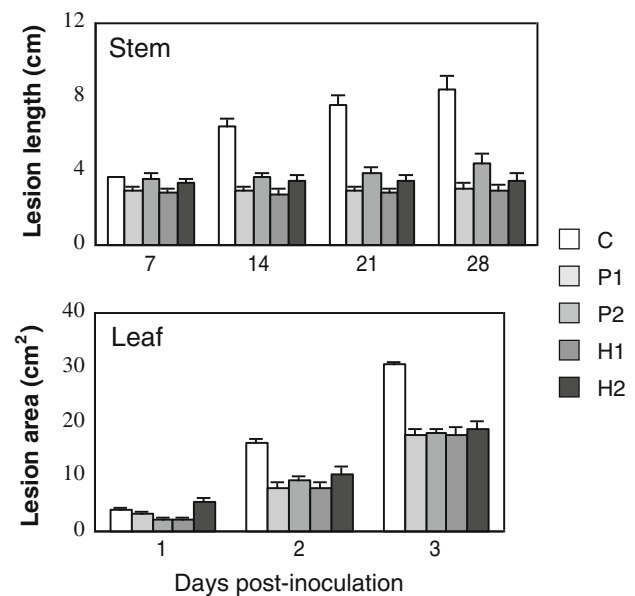 Stem
Lesion length (cm)
12
8
4
0
7 14 21 28
C
P1
P2
H1
H2
Leaf
Lesion area (cm²)
40
30
20
10
0
1 2 3
Days post-inoculation